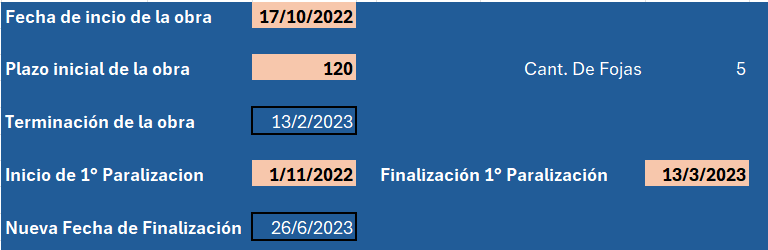 Fecha de incio de la obra 17/10/2022
Plazo inicial de la obra 120 Cant. De Fojas 5
Terminación de la obra 13/2/2023
Inicio de 1° Paralizacion 1/11/2022 Finalización 1° Paralización 13/3/2023
Nueva Fecha de Finalización 26/6/2023